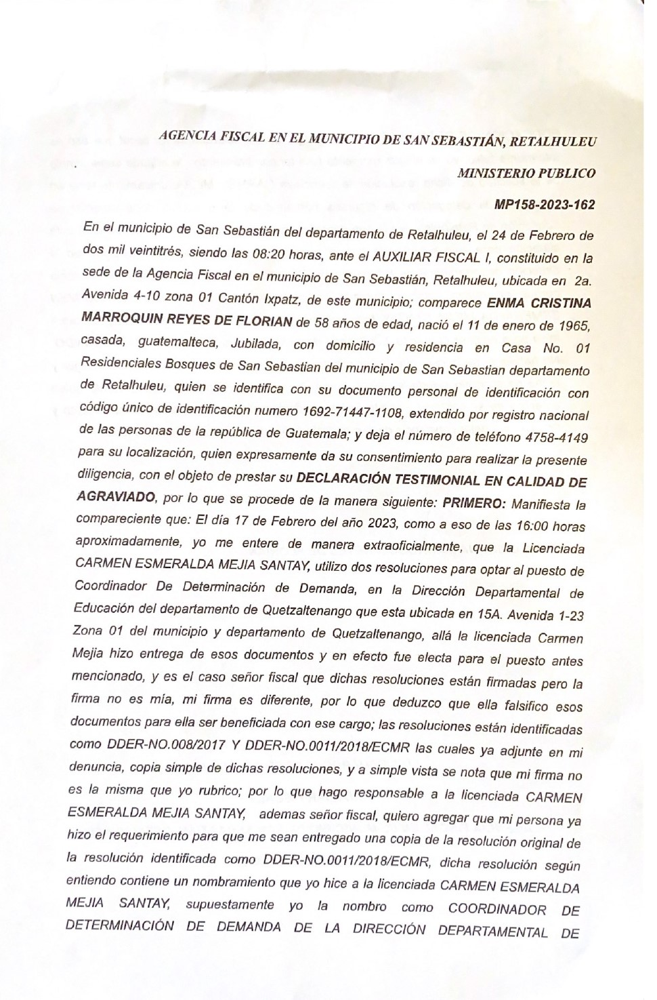 AGENCIA FISCAL EN EL MUNICIPIO DE SAN SEBASTIÁN, RETALHULEU
MINISTERIO PUBLICO
MP158-2023-162
En el municipio de San Sebastián del departamento de Retalhuleu, el 24 de Febrero de
dos mil veintitrés, siendo las 08:20 horas, ante el AUXILIAR FISCAL I, constituido en la
sede de la Agencia Fiscal en el municipio de San Sebastián, Retalhuleu, ubicada en 2a.
Avenida 4-10 zona 01 Cantón Ixpatz, de este municipio; comparece ENMA CRISTINA
MARROQUIN REYES DE FLORIAN de 58 años de edad, nació el 11 de enero de 1965,
casada, guatemalteca, Jubilada, con domicilio y residencia en Casa No. 01
Residenciales Bosques de San Sebastian del municipio de San Sebastian departamento
de Retalhuleu, quien se identifica con su documento personal de identificación con
código único de identificación numero 1692-71447-1108, extendido por registro nacional
de las personas de la república de Guatemala; y deja el número de teléfono 4758-4149
para su localización, quien expresamente da su consentimiento para realizar la presente
diligencia, con el objeto de prestar su DECLARACIÓN TESTIMONIAL EN CALIDAD DE
AGRAVIADO, por lo que se procede de la manera siguiente: PRIMERO: Manifiesta la
compareciente que: El día 17 de Febrero del año 2023, como a eso de las 16:00 horas
aproximadamente, yo me entere de manera extraoficialmente, que la Licenciada
CARMEN ESMERALDA MEJIA SANTAY, utilizo dos resoluciones para optar al puesto de
Coordinador De Determinación de Demanda, en la Dirección Departamental de
Educación del departamento de Quetzaltenango que esta ubicada en 15A. Avenida 1-23
Zona 01 del municipio y departamento de Quetzaltenango, allá la licenciada Carmen
Mejia hizo entrega de esos documentos y en efecto fue electa para el puesto antes
mencionado, y es el caso señor fiscal que dichas resoluciones están firmadas pero la
firma no es mía, mi firma es diferente, por lo que deduzco que ella falsifico esos
documentos para ella ser beneficiada con ese cargo; las resoluciones están identificadas
como DDER-NO.008/2017 Y DDER-NO.0011/2018/ECMR las cuales ya adjunte en mi
denuncia, copia simple de dichas resoluciones, y a simple vista se nota que mi firma no
es la misma que yo rubrico; por lo que hago responsable a la licenciada CARMEN
ESMERALDA MEJIA SANTAY, ademas señor fiscal, quiero agregar que mi persona ya
hizo el requerimiento para que me sean entregado una copia de la resolución original de
la resolución identificada como DDER-NO.0011/2018/ECMR, dicha resolución según
entiendo contiene un nombramiento que yo hice a la licenciada CARMEN ESMERALDA
MEJIA SANTAY, supuestamente yo la nombro como COORDINADOR DE
DETERMINACIÓN DE DEMANDA DE LA DIRECCIÓN DEPARTAMENTAL DE